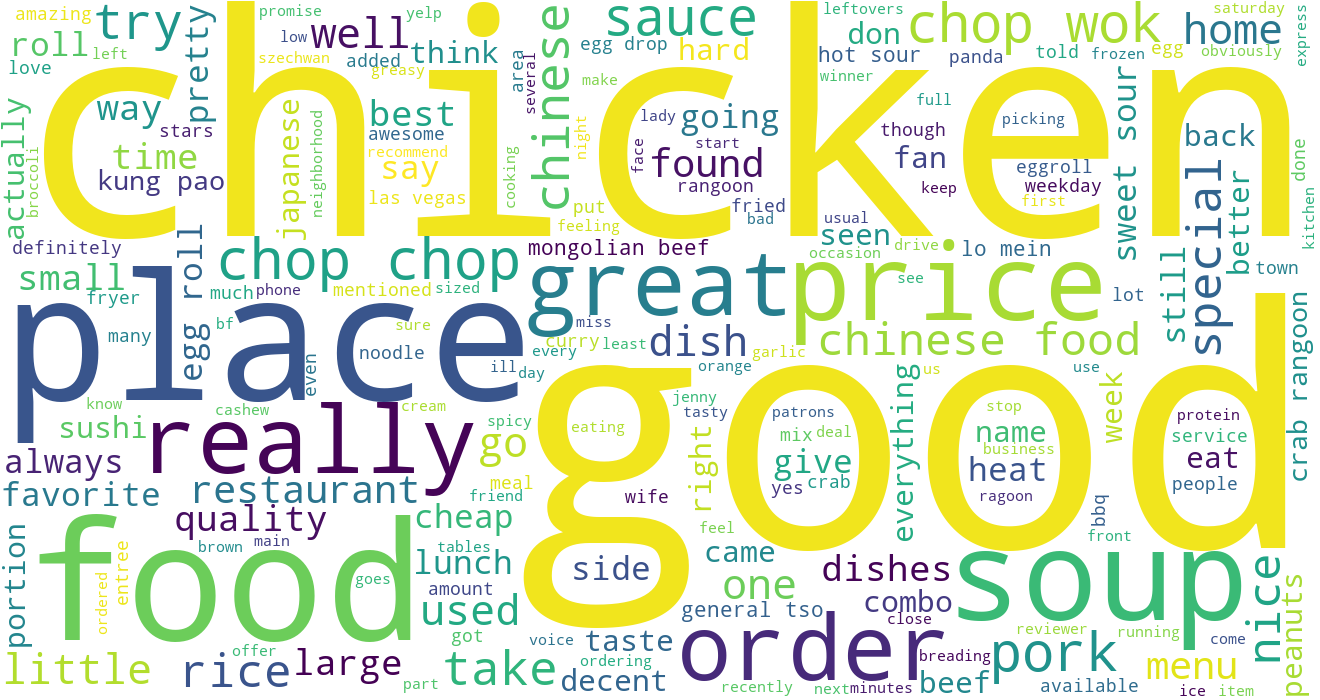 amazing
try
promise
yelp
low
well
roll
left
pretty
love
szechwan
added
think
greasy
area
several
chinese
sauce
egg drop
hard
leftovers
don
chop wok
hot sour
panda
winner
told
frozen
egg
home
saturday
obviously
express
chicken
way
stars
time
kung pao
actually
broccoli
japanese
neighborhood
best
awesome
recommend
say
las vegas
cooking
make
night
lady
going
start
face
found
rangoon
put
fried
feeling
bad
full
though
picking
fan
eggroll
weekday
keep
first
usual
sweet sour
back
special
better
done
kitchen
definitely
small
fryer
many
egg roll
chop chop
much
phone
mentioned
sized
bf
sure
noodle
even
mongolian beef
great
seen
drive
occasion
see
lo mein
price
lot
still
town
place
miss
curry
least
every
ill
day
dish
garlic
orange
chinese food
us
use
crab rangoon
know
sushi
cashew
cream
really
always
favorite
restaurant
quality
brown
main
spicy
go
meal
friend
eating
good
jenny
tasty
right
wife
feel
patrons
mix
deal
give
yes
crab
everything
stop
name
business
heat
ragoon
week
bbq
front
protein
service
eat
people
portion
ordered
entree
food
goes
cheap
tables
lunch
amount
used
got
side
came
one
general tso
dishes
combo
close
soup
nice
peanuts
little
offer
rice
large
part
take
voice
ordering
taste
decent
order
recently
next
minutes
breading
beef
reviewer
running
pork
available
menu
come
ice
item